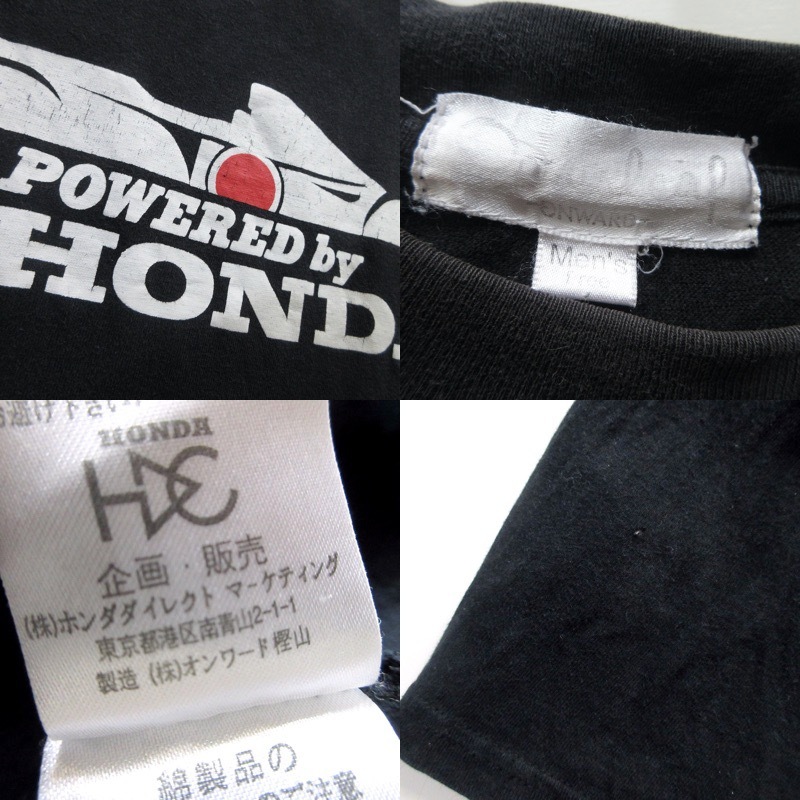 POWERED by
HOND
ONWARD
Men's
HONDA
HDC
企画・販売
(株)ホンダダイレクト マーケティング
東京都港区南青山2-1-1
製造 (株)オンワード樫山
綿製品の